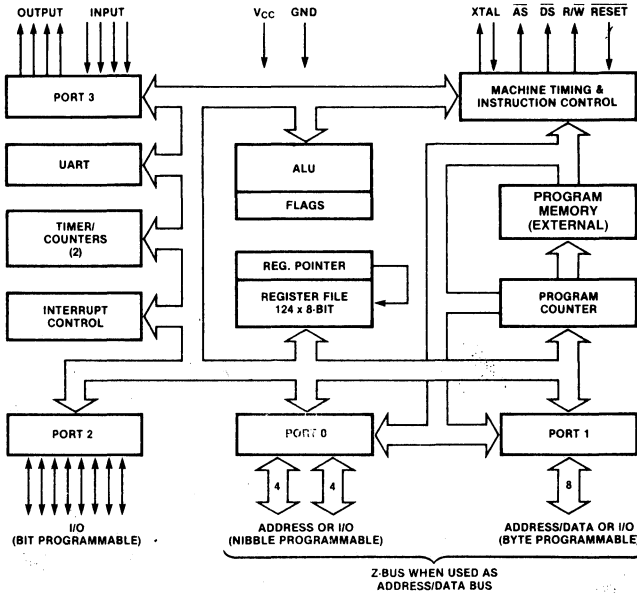 OUTPUT INPUT VCC GND XTAL AS DS R/W RESET
PORT 3
MACHINE TIMING &
INSTRUCTION CONTROL
UART
ALU
FLAGS
PROGRAM
MEMORY
(EXTERNAL)
TIMER/
COUNTERS
(2)
REG. POINTER
REGISTER FILE
124 x 8-BIT
INTERRUPT
CONTROL
PROGRAM
COUNTER
PORT 2
PORT 0
PORT 1
4 4 8
I/O
(BIT PROGRAMMABLE)
ADDRESS OR I/O
(NIBBLE PROGRAMMABLE)
ADDRESS/DATA OR I/O
(BYTE PROGRAMMABLE)
Z-BUS WHEN USED AS
ADDRESS/DATA BUS